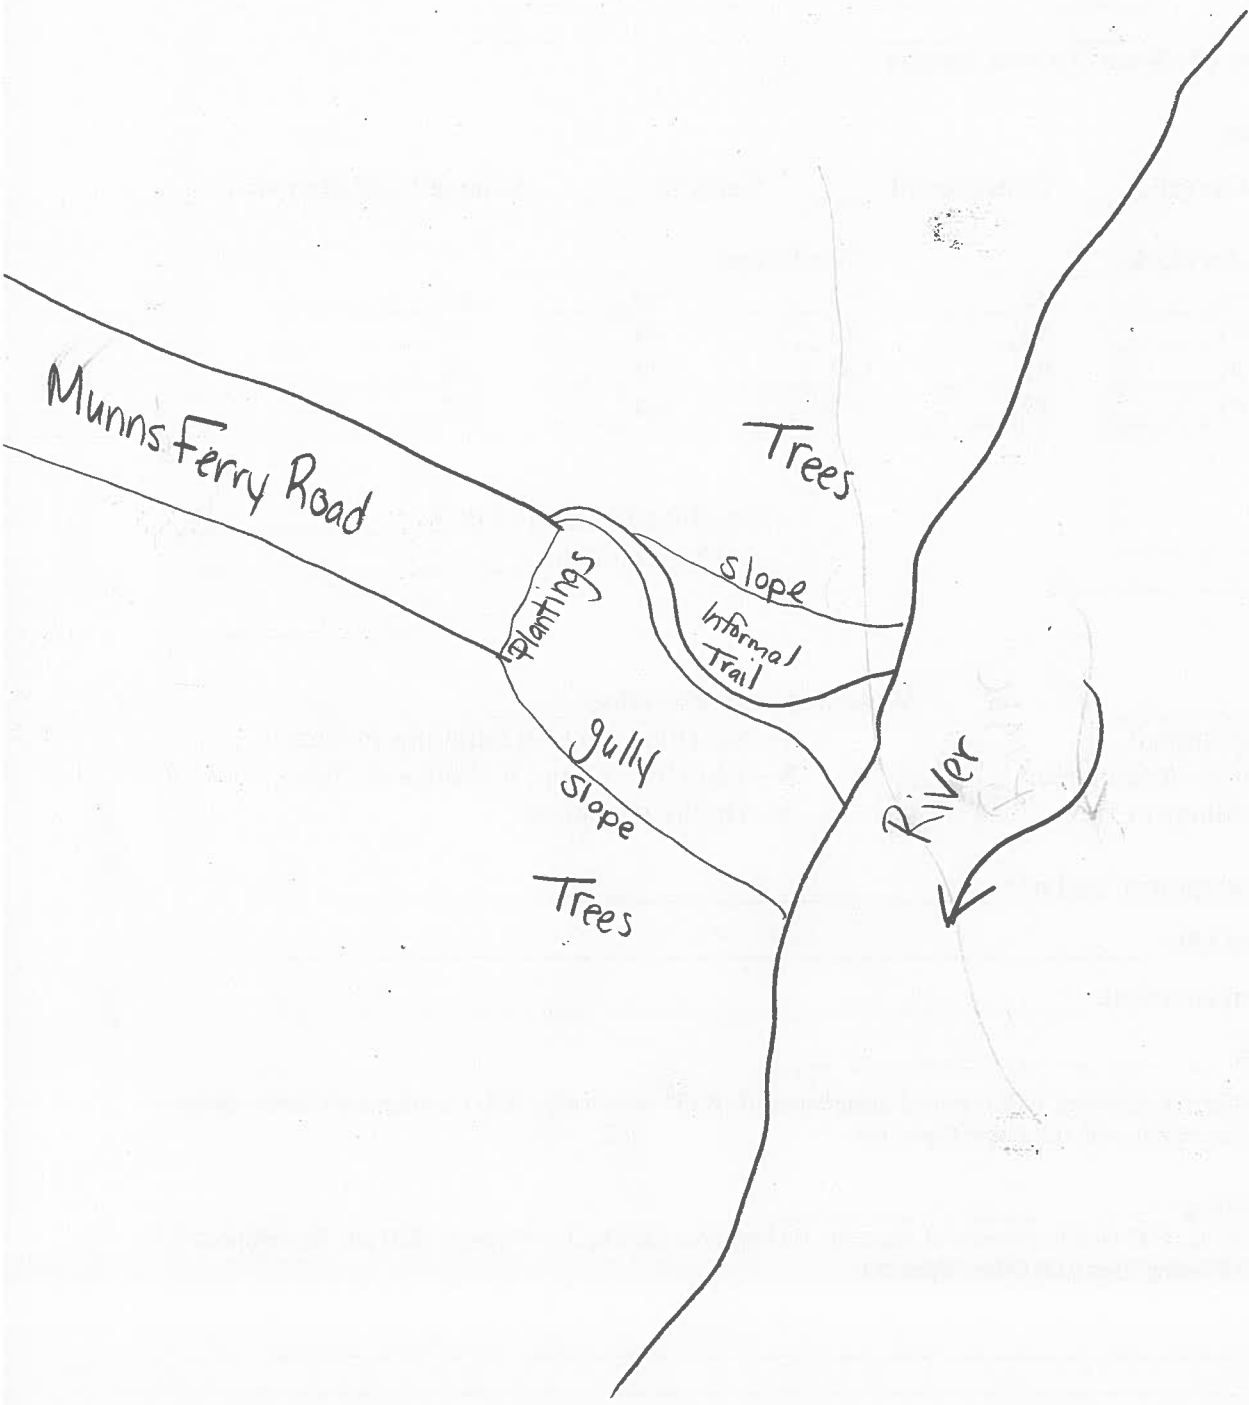 Munns Ferry Road
Trees
Slope
Plantings
Informal
Trail
gully
Slope
River
Trees